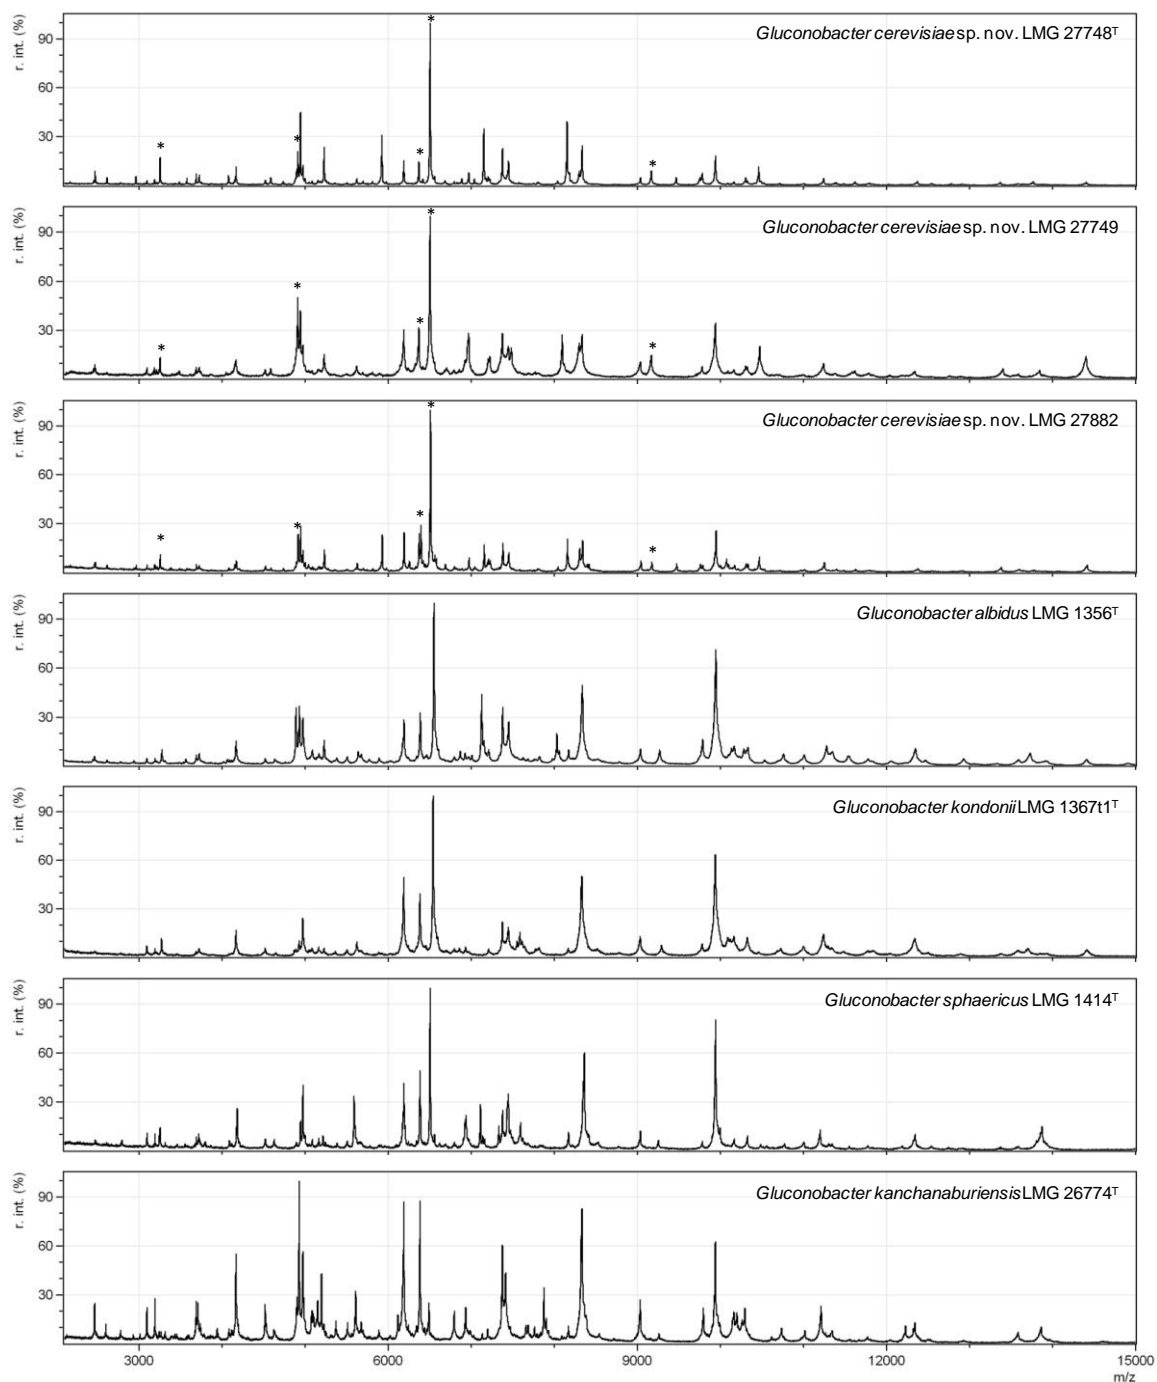 r. int. (%)
90
60
30
Gluconobacter cerevisiae sp. nov. LMG 27748ᵀ
*
*
*
*
*
r. int. (%)
90
60
30
Gluconobacter cerevisiae sp. nov. LMG 27749
*
*
*
*
*
r. int. (%)
90
60
30
Gluconobacter cerevisiae sp. nov. LMG 27882
*
*
*
*
*
r. int. (%)
90
60
30
Gluconobacter albidus LMG 1356ᵀ
r. int. (%)
90
60
30
Gluconobacter kondonii LMG 1367t1ᵀ
r. int. (%)
90
60
30
Gluconobacter sphaericus LMG 1414ᵀ
r. int. (%)
90
60
30
Gluconobacter kanchanaburiensis LMG 26774ᵀ
3000 6000 9000 12000 15000
m/z